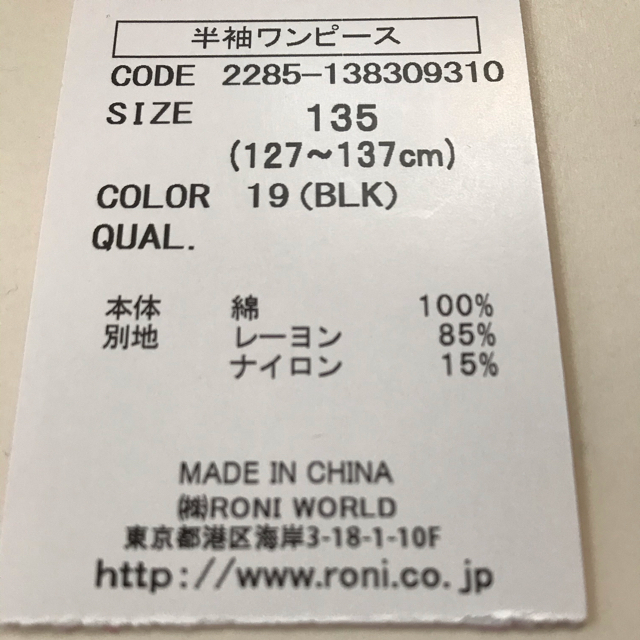 半袖ワンピース
CODE 2285-138309310
SIZE 135
(127～137cm)
COLOR 19(BLK)
QUAL.
本体 綿 100%
別地 レーヨン 85%
ナイロン 15%
MADE IN CHINA
㈱RONI WORLD
東京都港区海岸3-18-1-10F
http://www.roni.co.jp